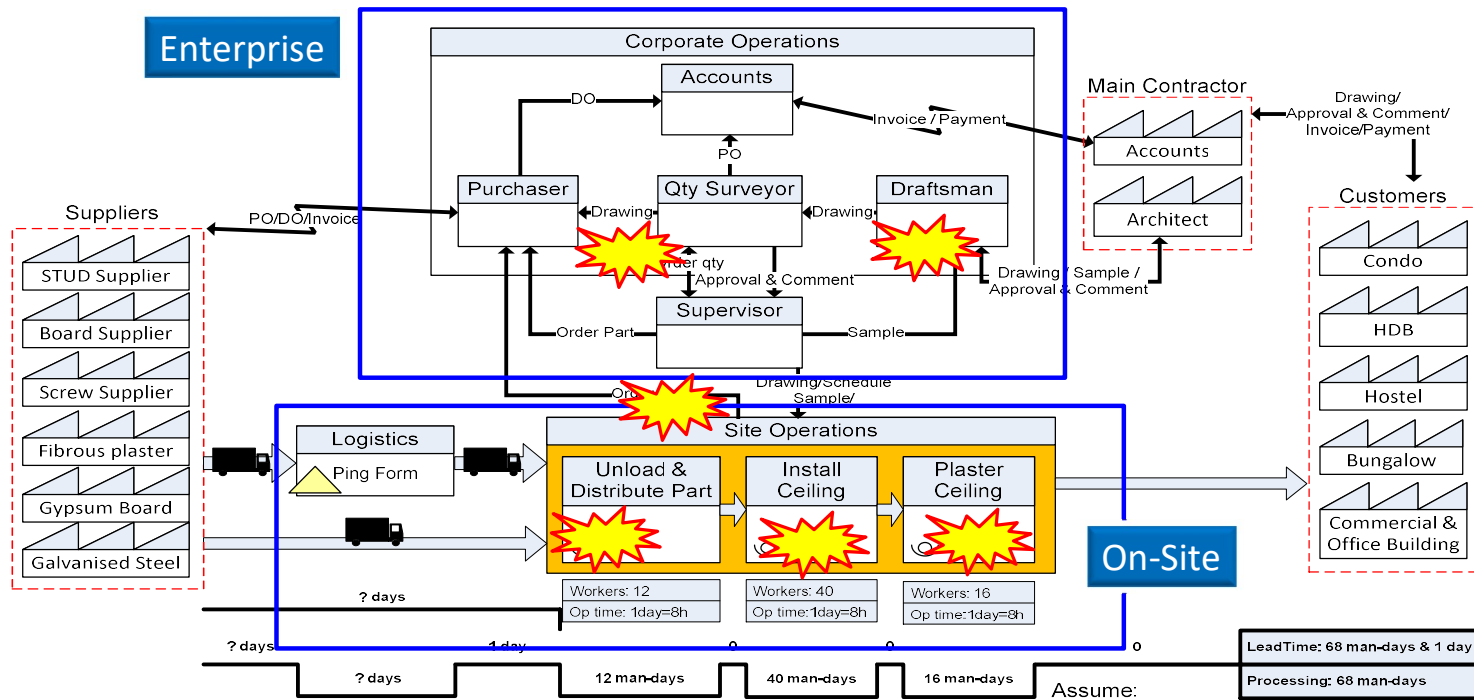 Enterprise
Corporate Operations
Accounts
DO
Invoice / Payment
PO
Purchaser
Qty Surveyor
Draftsman
Drawing
Drawing
PO/DO/Invoice
Approval & Comment
Supervisor
Order Part
Sample
Drawing/Schedule
Sample/
Main Contractor
Accounts
Architect
Drawing/
Approval & Comment/
Invoice/Payment
Drawing / Sample /
Approval & Comment
Suppliers
STUD Supplier
Board Supplier
Screw Supplier
Fibrous plaster
Gypsum Board
Galvanised Steel
Customers
Condo
HDB
Hostel
Bungalow
Commercial &
Office Building
Logistics
Ping Form
Site Operations
Unload &
Distribute Part
Install
Ceiling
Plaster
Ceiling
On-Site
Workers: 12
Op time: 1day=8h
Workers: 40
Op time: 1day=8h
Workers: 16
Op time: 1day=8h
? days
? days
1 day
0
0
0
? days
12 man-days
40 man-days
16 man-days
Assume:
LeadTime: 68 man-days & 1 day
Processing: 68 man-days